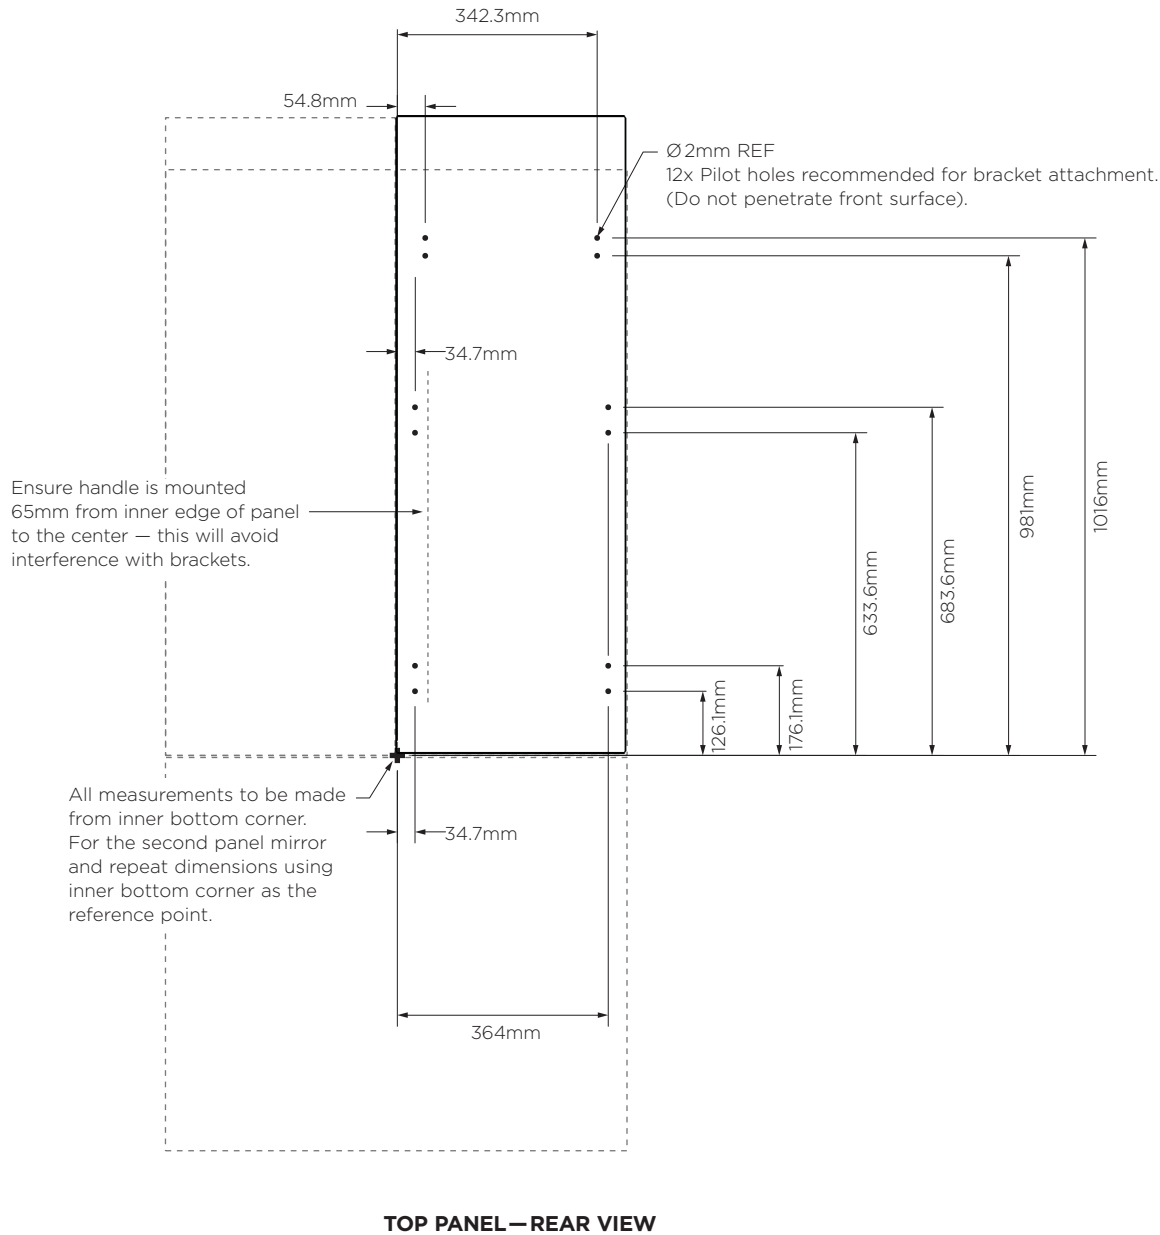 342.3mm
54.8mm
Ø 2mm REF
12x Pilot holes recommended for bracket attachment.
(Do not penetrate front surface).
34.7mm
Ensure handle is mounted
65mm from inner edge of panel
to the center — this will avoid
interference with brackets.
1016mm
981mm
683.6mm
633.6mm
176.1mm
126.1mm
All measurements to be made
from inner bottom corner.
For the second panel mirror
and repeat dimensions using
inner bottom corner as the
reference point.
34.7mm
364mm
TOP PANEL—REAR VIEW